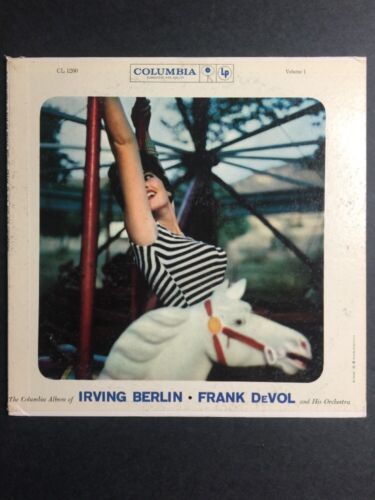 CL 1260 COLUMBIA Lp Volume 1
The Columbia Album of IRVING BERLIN · FRANK DEVOL and His Orchestra